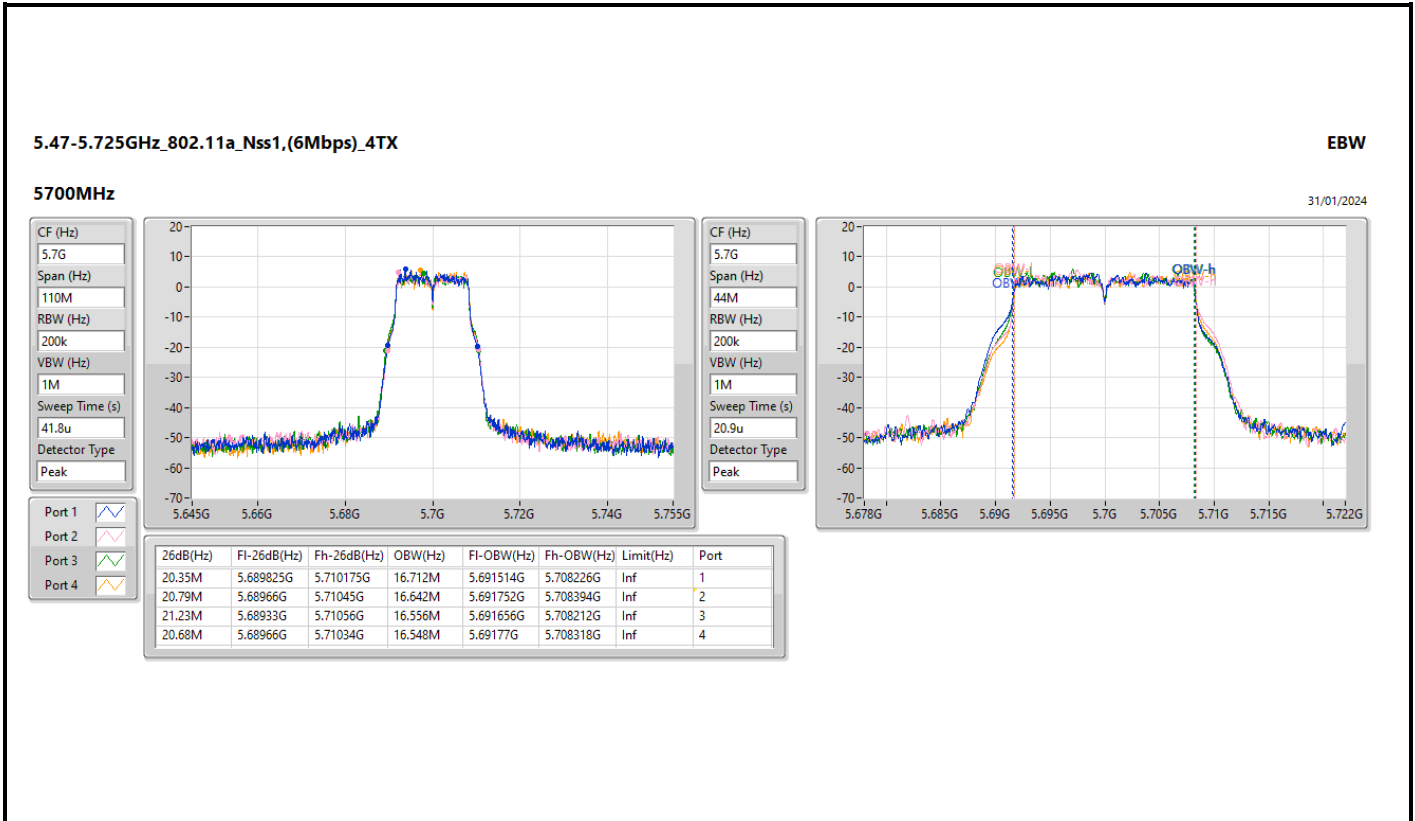 5.47-5.725GHz_802.11a_Nss1,(6Mbps)_4TX
EBW
5700MHz
31/01/2024
CF (Hz)
5.7G
Span (Hz)
110M
RBW (Hz)
200k
VBW (Hz)
1M
Sweep Time (s)
41.8u
Detector Type
Peak
20
10
0
-10
-20
-30
-40
-50
-60
-70
5.645G 5.66G 5.68G 5.7G 5.72G 5.74G 5.755G
CF (Hz)
5.7G
Span (Hz)
44M
RBW (Hz)
200k
VBW (Hz)
1M
Sweep Time (s)
20.9u
Detector Type
Peak
20
10
0
-10
-20
-30
-40
-50
-60
-70
OBW-h
5.678G 5.685G 5.69G 5.695G 5.7G 5.705G 5.71G 5.715G 5.722G
Port 1
Port 2
Port 3
Port 4
26dB(Hz) Fl-26dB(Hz) Fh-26dB(Hz) OBW(Hz) Fl-OBW(Hz) Fh-OBW(Hz) Limit(Hz) Port
20.35M 5.689825G 5.710175G 16.712M 5.691514G 5.708226G Inf 1
20.79M 5.68966G 5.71045G 16.642M 5.691752G 5.708394G Inf 2
21.23M 5.68933G 5.71056G 16.556M 5.691656G 5.708212G Inf 3
20.68M 5.68966G 5.71034G 16.548M 5.69177G 5.708318G Inf 4